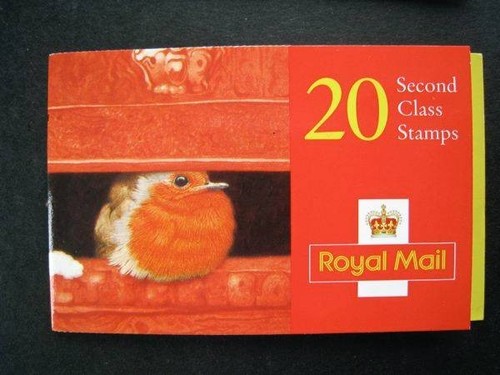 20
Second
Class
Stamps
Royal Mail